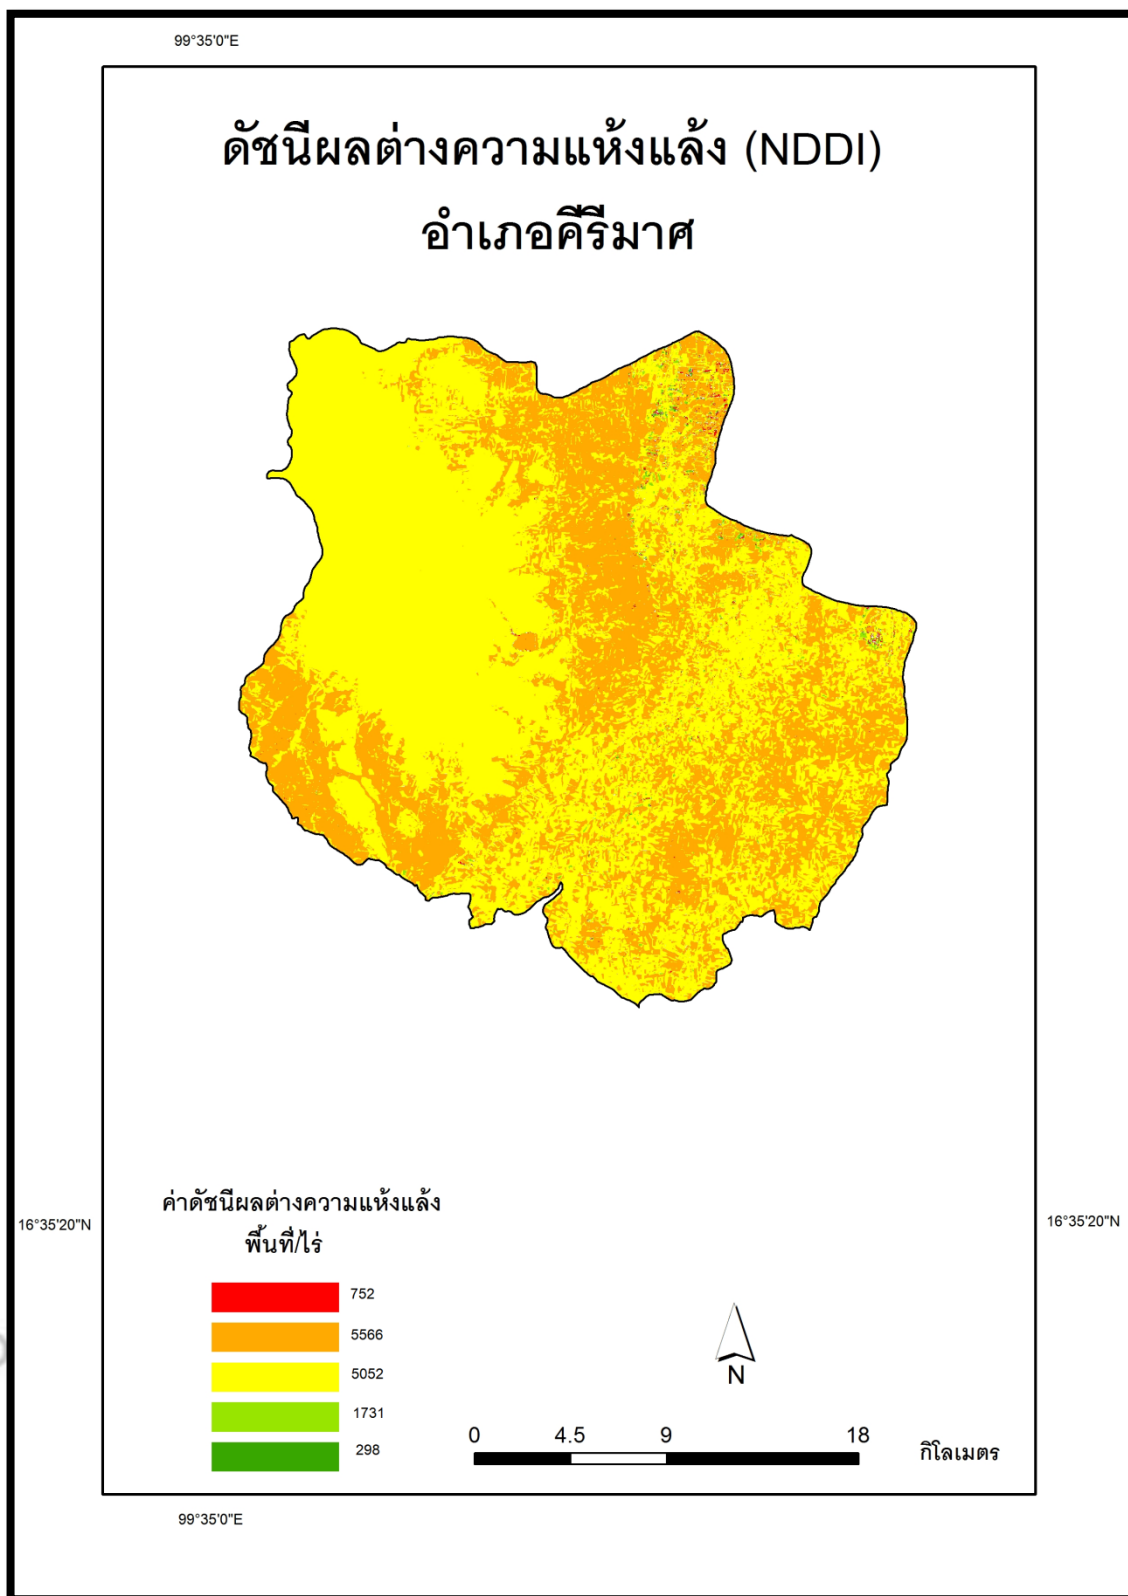 99°35'0"E
ดัชนีผลต่างความแห้งแล้ง (NDDI)
อำเภอคีรีมาศ
ค่าดัชนีผลต่างความแห้งแล้ง
พื้นที่/ไร่
16°35'20"N
16°35'20"N
752
5566
5052
1731
298
N
0 4.5 9 18
กิโลเมตร
99°35'0"E